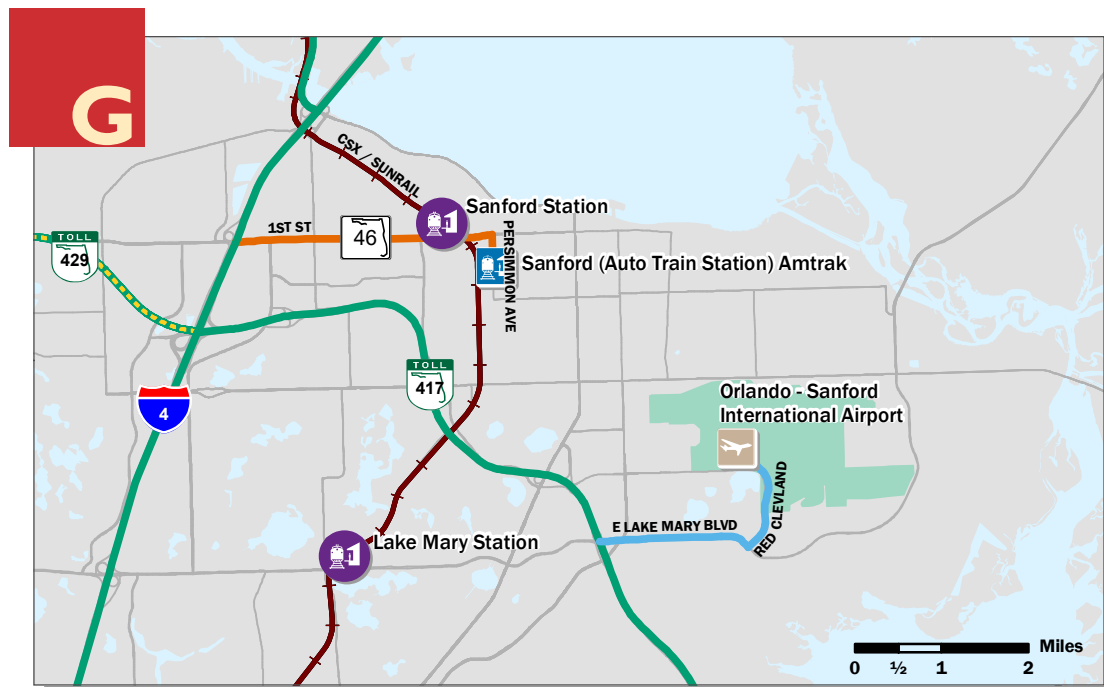 G
CSX / SUNRAIL
Sanford Station
1ST ST
46
PERSIMMON AVE
TOLL
429
Sanford (Auto Train Station) Amtrak
TOLL
417
4
Orlando - Sanford
International Airport
RED CLEVLAND
E LAKE MARY BLVD
Lake Mary Station
Miles
0 ½ 1 2